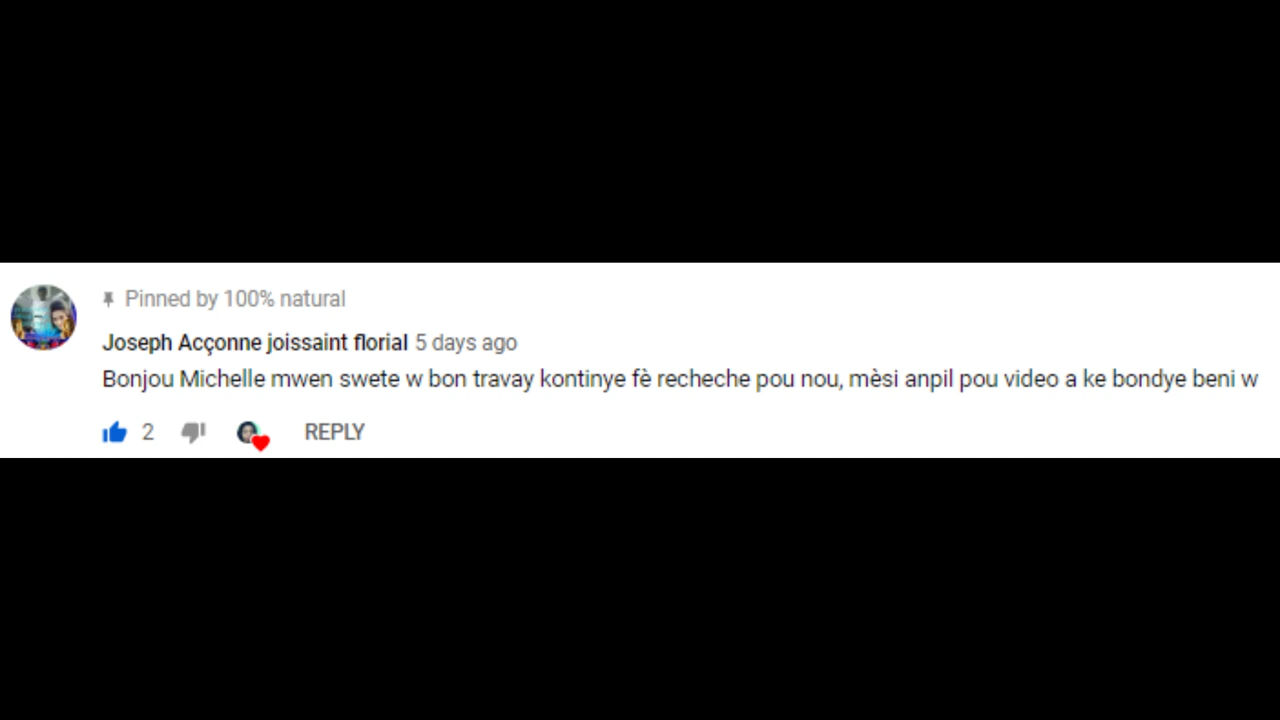 Pinned by 100% natural
Joseph Acçonne joissaint florial 5 days ago
Bonjou Michelle mwen swete w bon travay kontinye fè recheche pou nou, mèsi anpil pou video a ke bondye beni w
2 REPLY